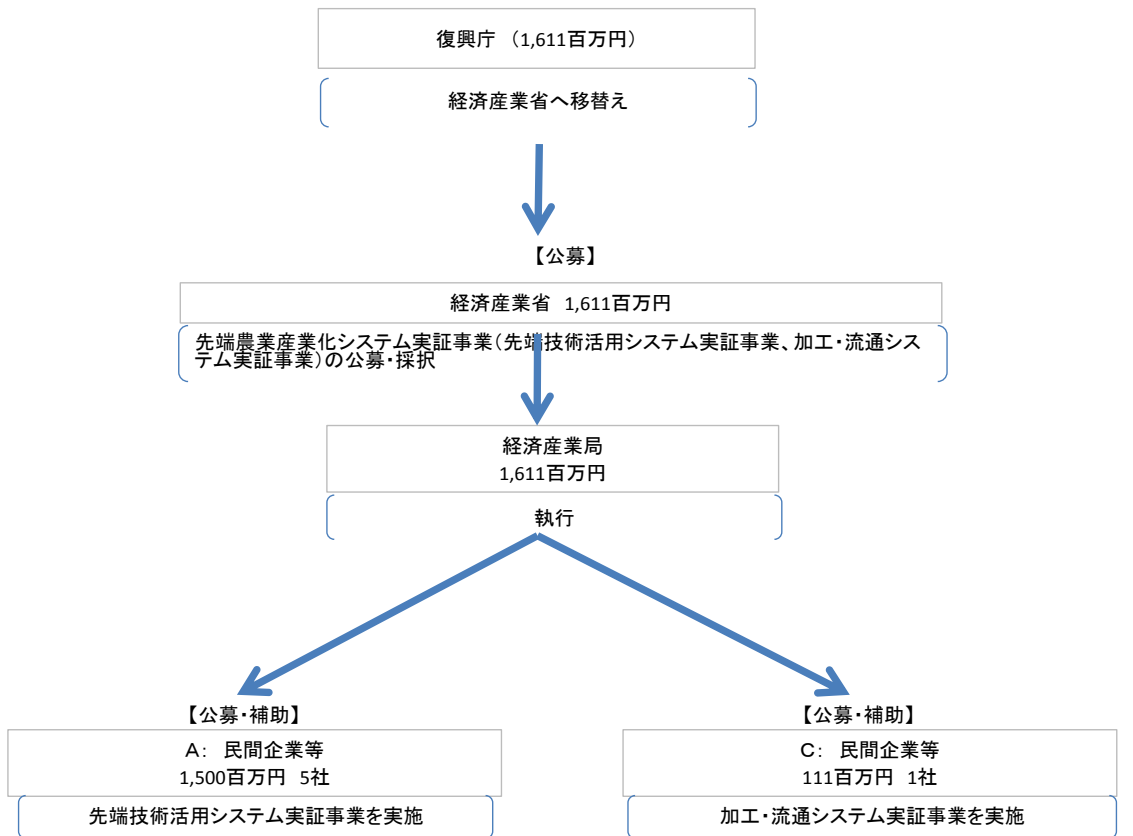 復興庁 （1,611百万円）
経済産業省へ移替え
【公募】
経済産業省 1,611百万円
先端農業産業化システム実証事業（先端技術活用システム実証事業、加工・流通シス
テム実証事業）の公募・採択
経済産業局
1,611百万円
執行
【公募・補助】
A： 民間企業等
1,500百万円 5社
先端技術活用システム実証事業を実施
【公募・補助】
C： 民間企業等
111百万円 1社
加工・流通システム実証事業を実施